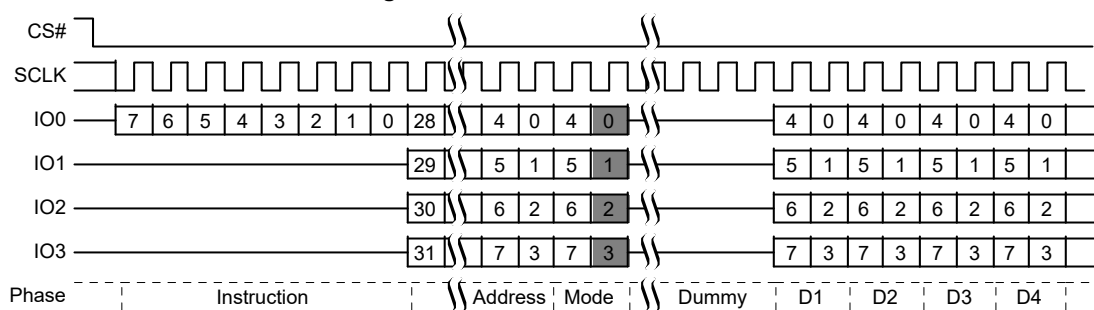 CS#
SCLK
IO0 7 6 5 4 3 2 1 0 28 4 0 4 0 4 0 4 0 4 0 4 0
IO1 29 5 1 5 1 5 1 5 1 5 1 5 1
IO2 30 6 2 6 2 6 2 6 2 6 2 6 2
IO3 31 7 3 7 3 7 3 7 3 7 3 7 3
Phase Instruction Address Mode Dummy D1 D2 D3 D4